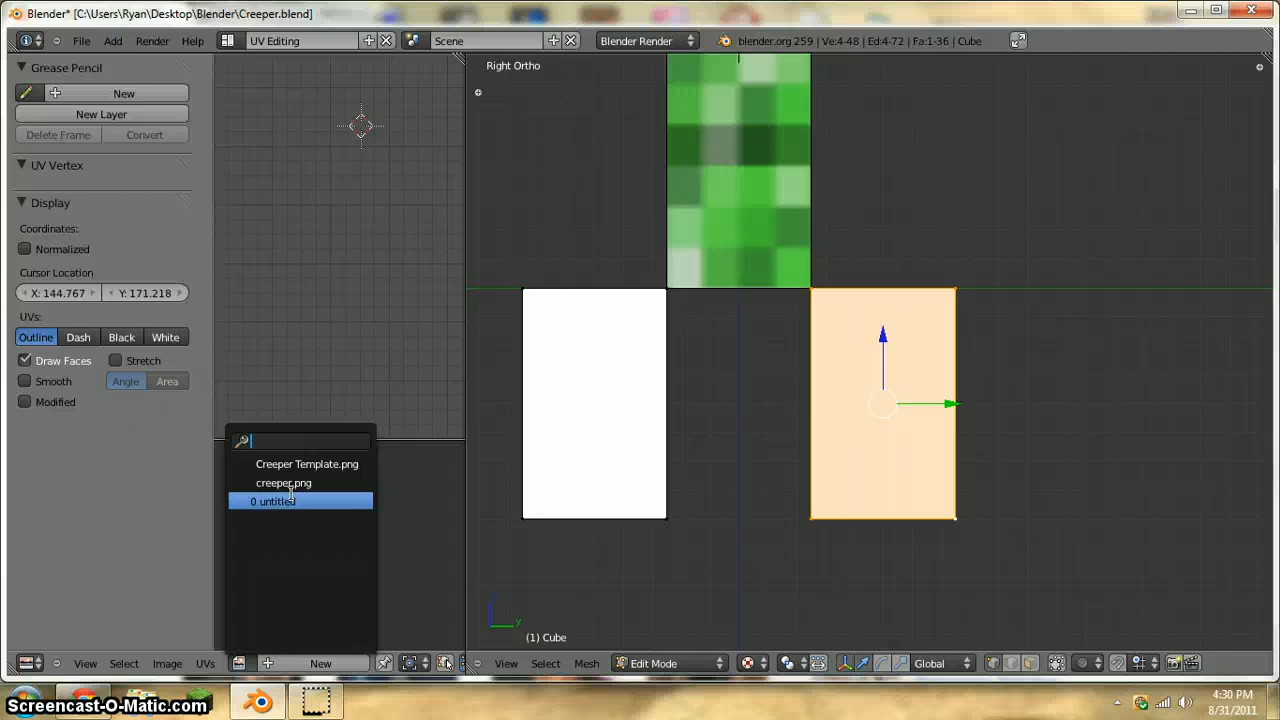 Blender* [C:\Users\Ryan\Desktop\Blender\Creeper.blend]
File Add Render Help UV Editing Scene Blender Render blender.org 259 | Ve:4-48 | Ed:4-72 | Fa:1-36 | Cube
Grease Pencil
New
New Layer
Delete Frame Convert
UV Vertex
Display
Coordinates:
Normalized
Cursor Location
X: 144.767 Y: 171.218
UVs:
Outline Dash Black White
Draw Faces Stretch
Smooth Angle Area
Modified
Creeper Template.png
creeper.png
0 untitled
View Select Image UVs New
Right Ortho
z
y
(1) Cube
View Select Mesh Edit Mode Global
Screencast-O-Matic.com
4:30 PM
8/31/2011